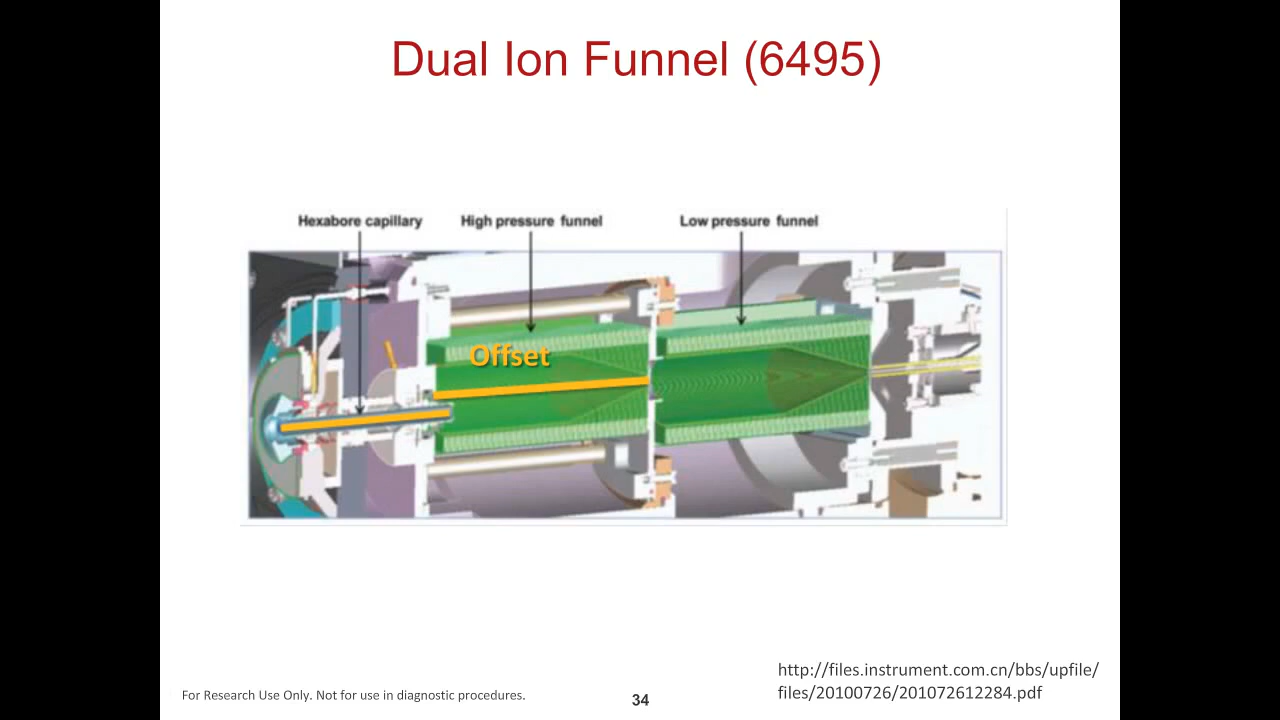 Dual Ion Funnel (6495)
Hexabore capillary
High pressure funnel
Low pressure funnel
Offset
http://files.instrument.com.cn/bbs/upfile/
files/20100726/201072612284.pdf
For Research Use Only. Not for use in diagnostic procedures.
34